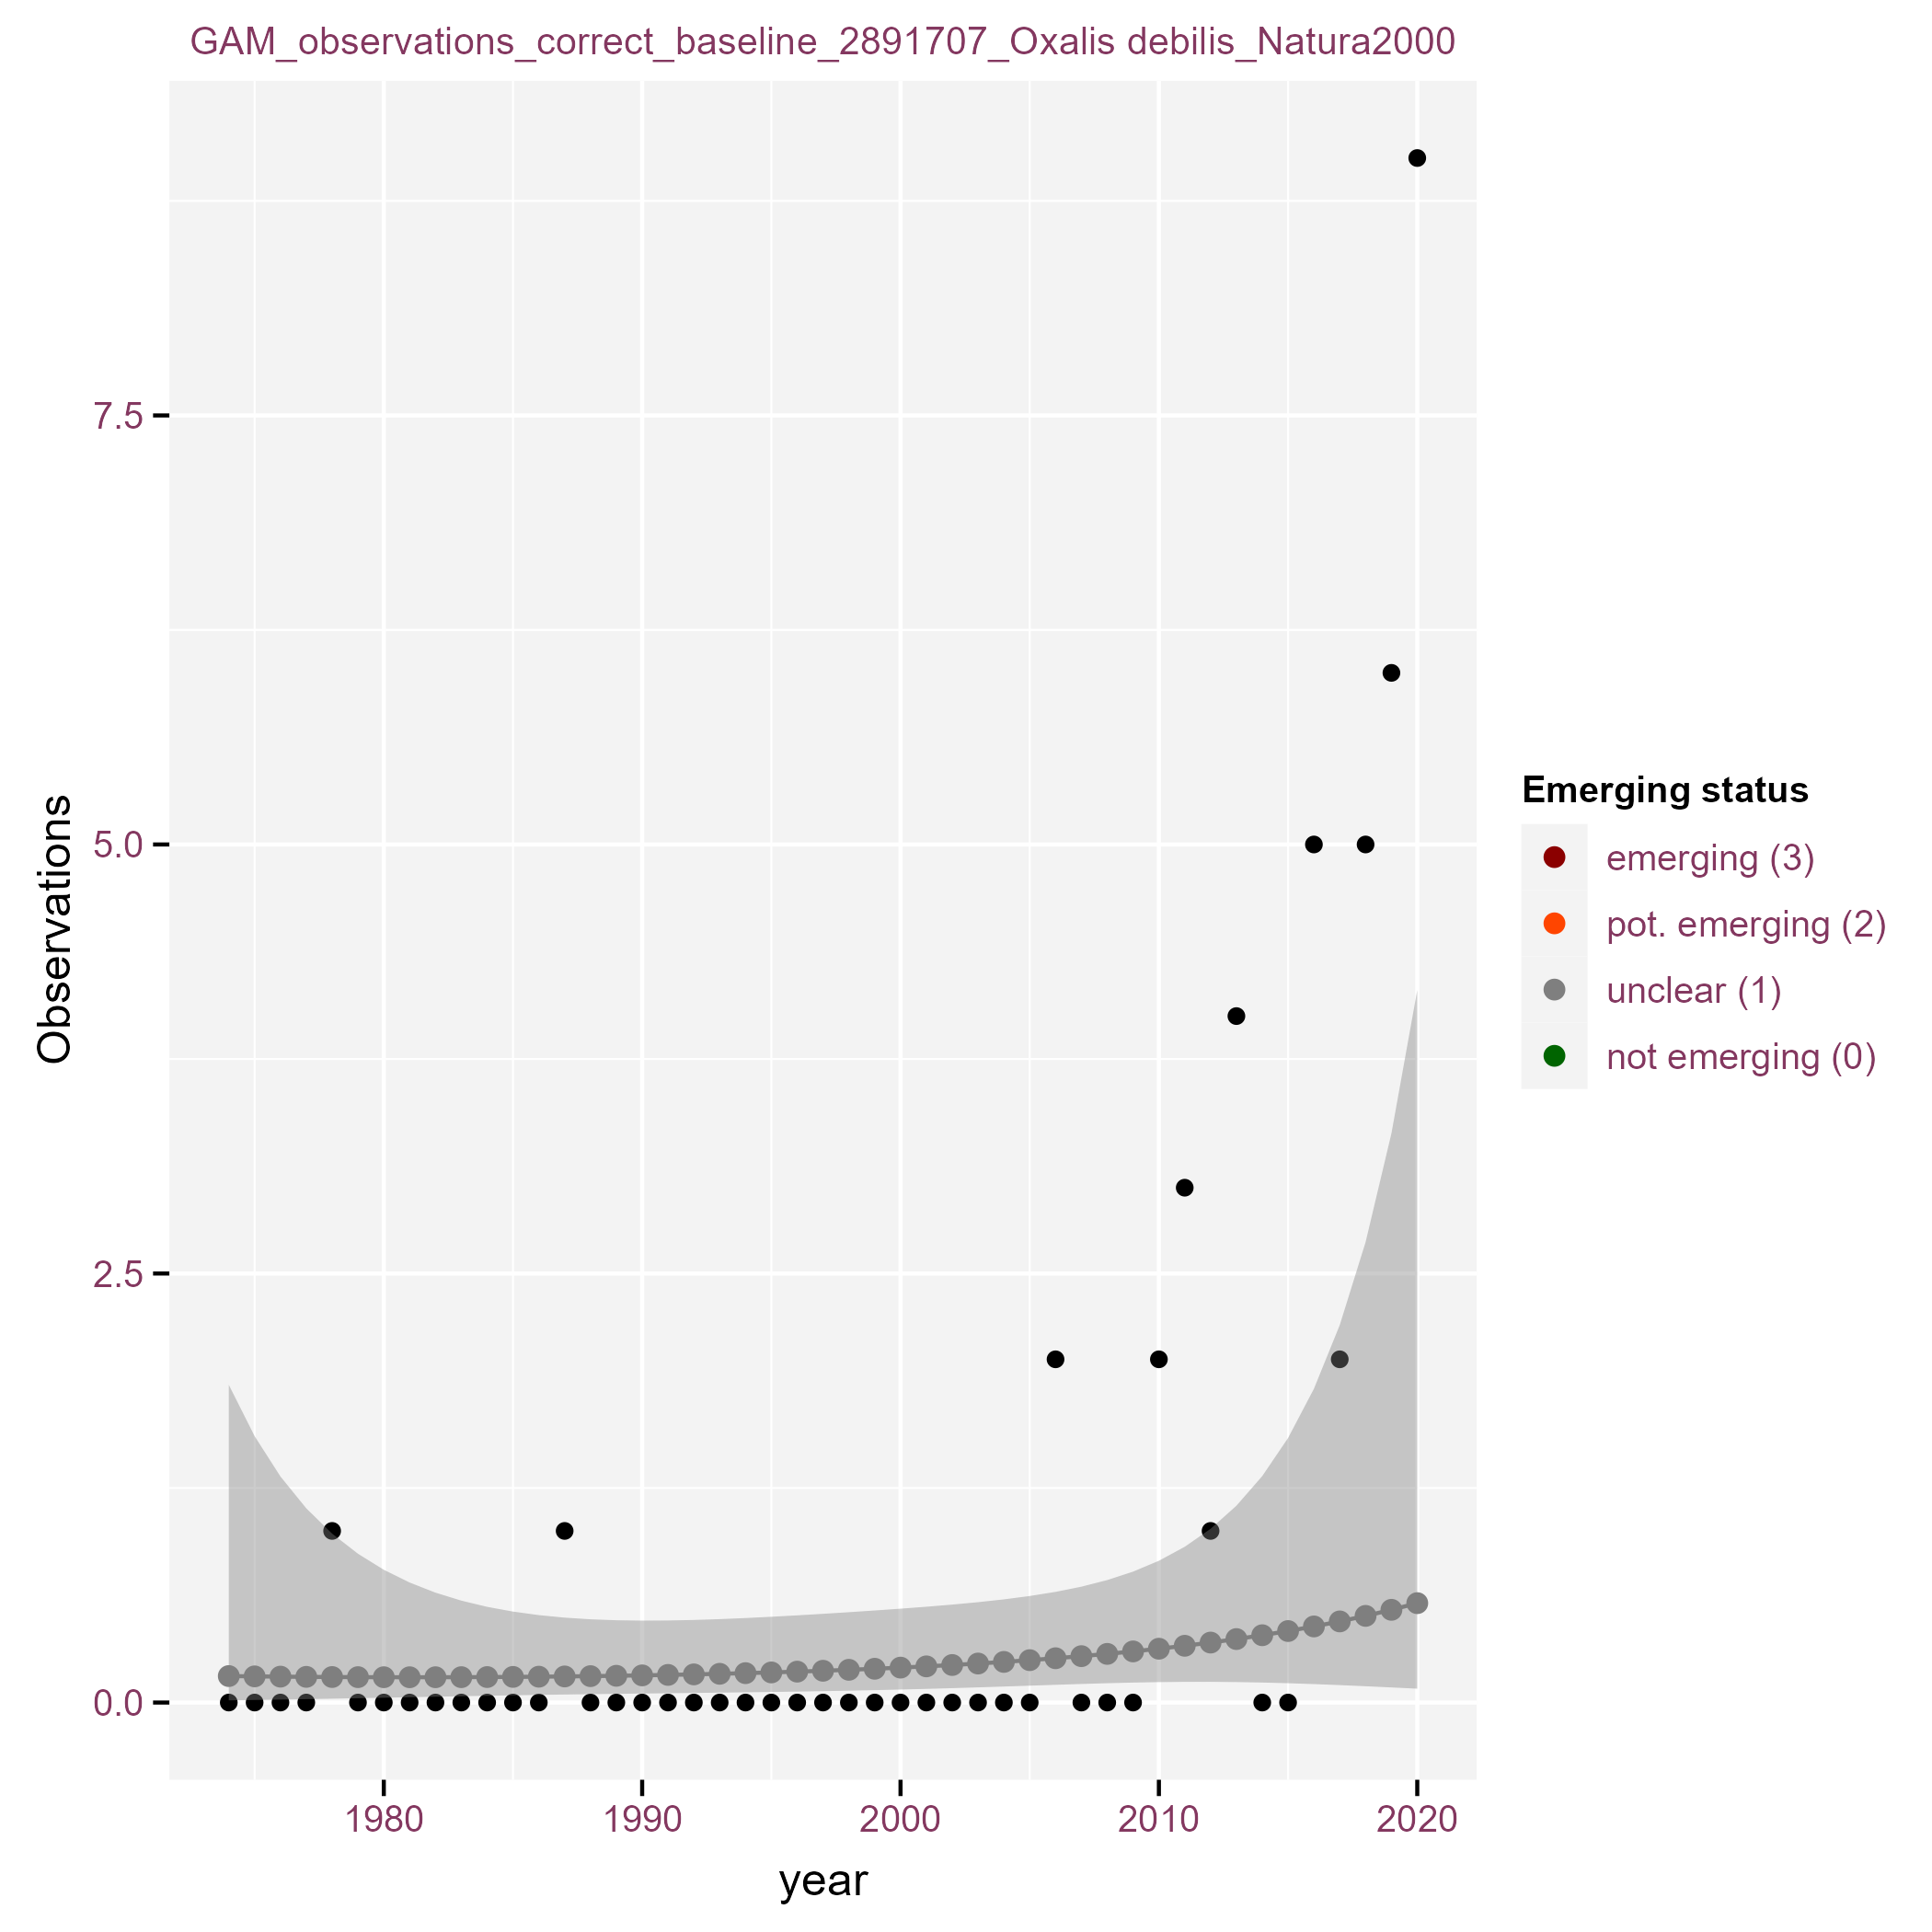 GAM_observations_correct_baseline_2891707_Oxalis debilis_Natura2000
7.5
5.0
2.5
0.0
Observations
1980
1990
2000
2010
2020
year
Emerging status
emerging (3)
pot. emerging (2)
unclear (1)
not emerging (0)